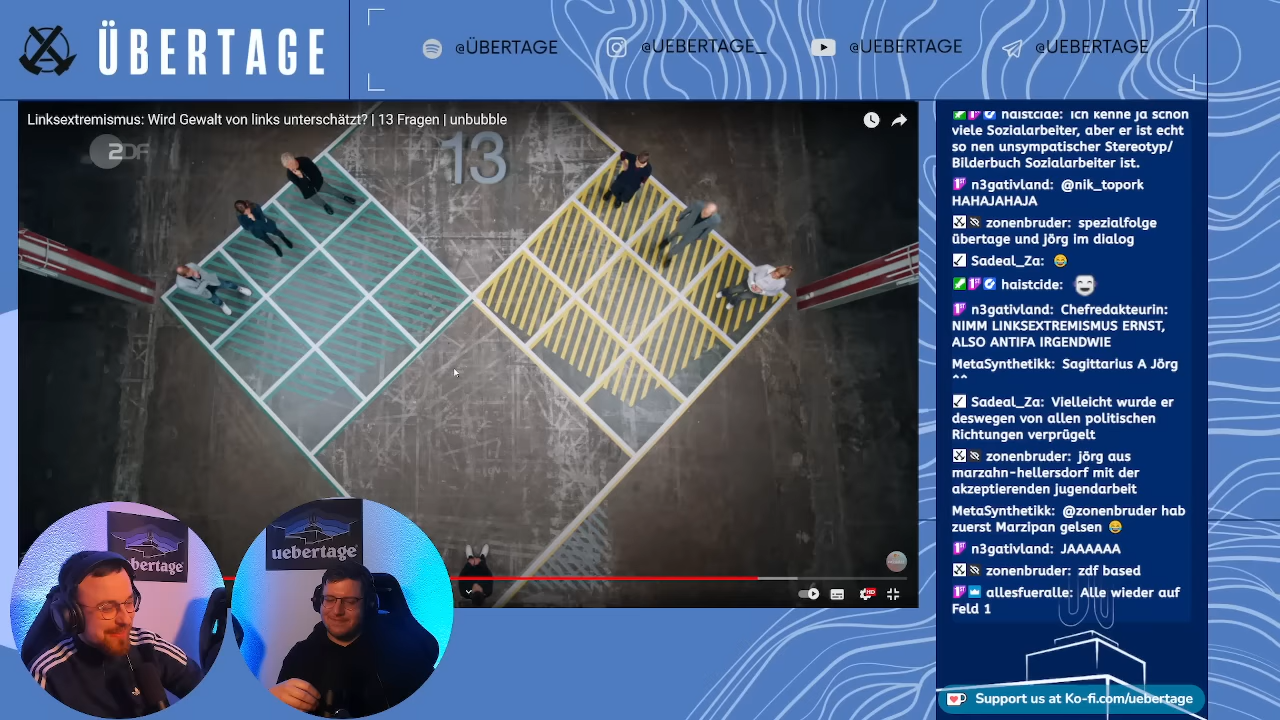 ÜBERTAGE
@ÜBERTAGE
@UEBERTAGE_
@UEBERTAGE
@UEBERTAGE
Linksextremismus: Wird Gewalt von links unterschätzt? | 13 Fragen | unbubble
ZDF
13
haistcide: ich kenne ja schon
viele Sozialarbeiter, aber er ist echt
so nen unsympatischer Stereotyp/
Bilderbuch Sozialarbeiter ist.
n3gativland: @nik_topork
HAHAJAHAJA
zonenbruder: spezialfolge
übertage und jörg im dialog
Sadeal_Za: 😂
haistcide:
n3gativland: Chefredakteurin:
NIMM LINKSEXTREMISMUS ERNST,
ALSO ANTIFA IRGENDWIE
MetaSynthetikk: Sagittarius A Jörg
^^
Sadeal_Za: Vielleicht wurde er
deswegen von allen politischen
Richtungen verprügelt
zonenbruder: jörg aus
marzahn-hellersdorf mit der
akzeptierenden jugendarbeit
MetaSynthetikk: @zonenbruder hab
zuerst Marzipan gelsen 😂
n3gativland: JAAAAAA
zonenbruder: zdf based
allesfueralle: Alle wieder auf
Feld 1
uebertage
HD
Support us at Ko-fi.com/uebertage